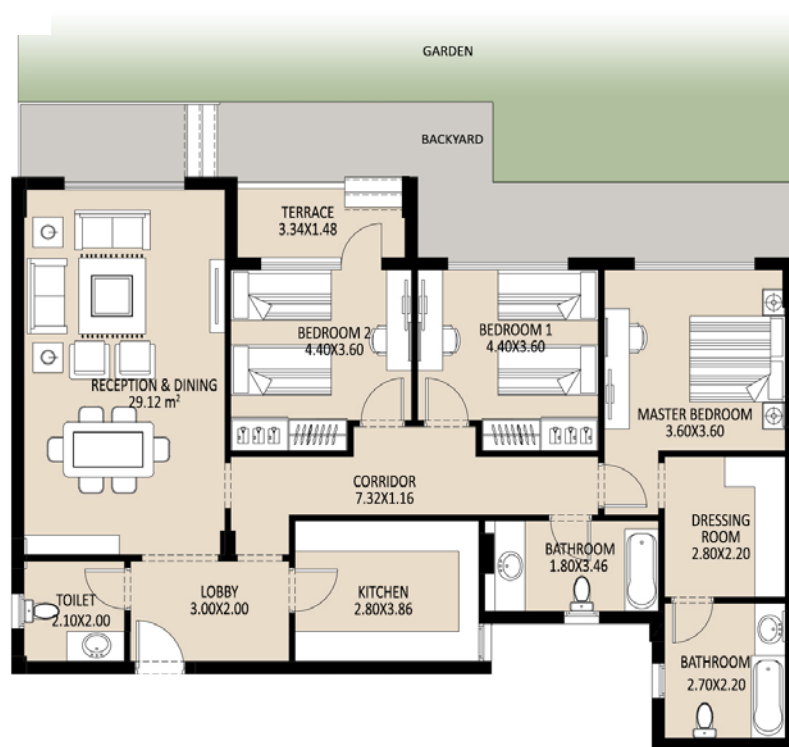 GARDEN
BACKYARD
TERRACE
3.34X1.48
BEDROOM 2
4.40X3.60
BEDROOM 1
4.40X3.60
RECEPTION & DINING
29.12 m²
MASTER BEDROOM
3.60X3.60
CORRIDOR
7.32X1.16
DRESSING
ROOM
2.80X2.20
BATHROOM
1.80X3.46
TOILET
2.10X2.00
LOBBY
3.00X2.00
KITCHEN
2.80X3.86
BATHROOM
2.70X2.20